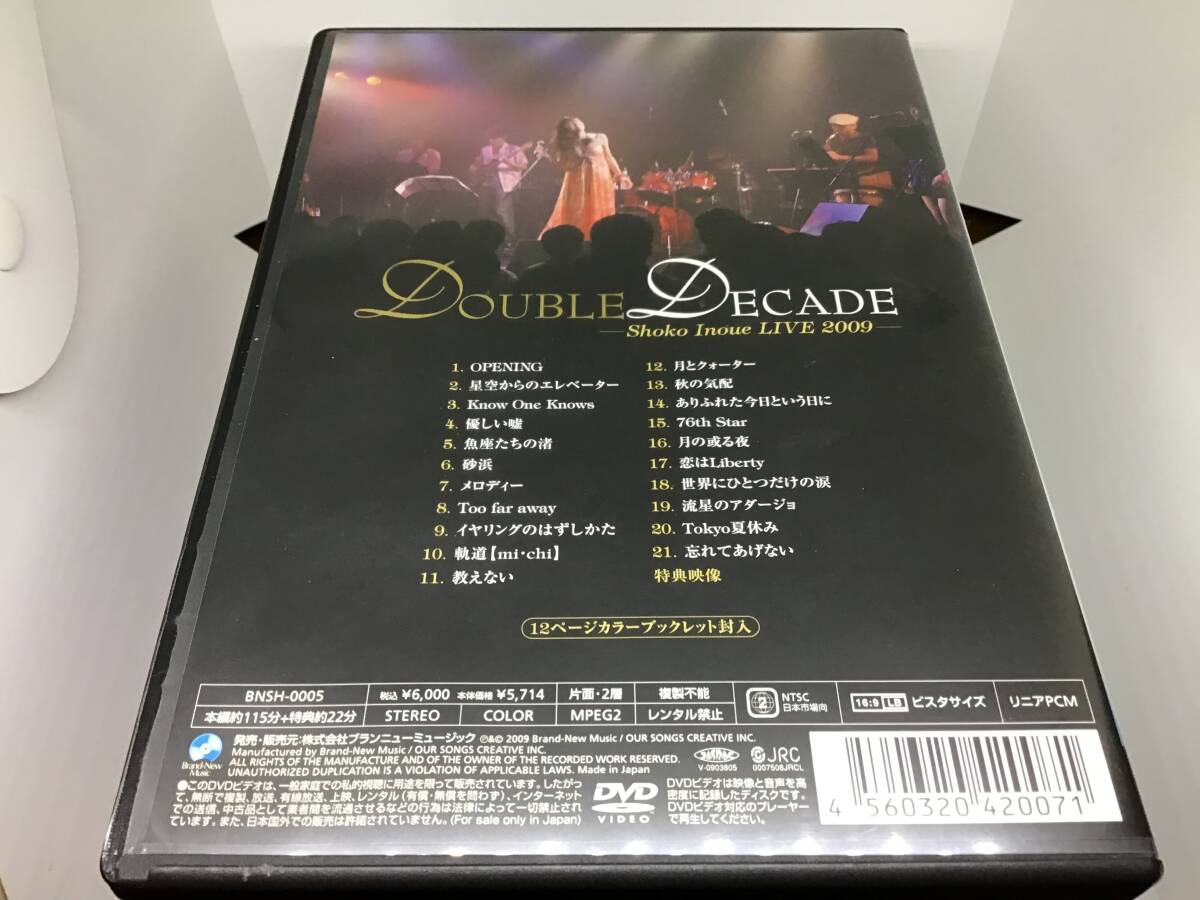 DOUBLE DECADE
Shoko Inoue LIVE 2009
1. OPENING
2. 星空からのエレベーター
3. Know One Knows
4. 優しい嘘
5. 魚座たちの渚
6. 砂浜
7. メロディー
8. Too far away
9. イヤリングのはずしかた
10. 軌道【mi・chi】
11. 教えない
12. 月とクォーター
13. 秋の気配
14. ありふれた今日という日に
15. 76th Star
16. 月の或る夜
17. 恋はLiberty
18. 世界にひとつだけの涙
19. 流星のアダージョ
20. Tokyo夏休み
21. 忘れてあげない
特典映像
12ページカラーブックレット封入
BNSH-0005 税込 ¥6,000 本体価格 ¥5,714 片面・2層 複製不能 2 NTSC 日本市場向 16:9 LB ビスタサイズ リニアPCM
本編約115分+特典約22分 STEREO COLOR MPEG2 レンタル禁止
Brand-New Music
発売・販売元:株式会社ブランニューミュージック ℗&© 2009 Brand-New Music / OUR SONGS CREATIVE INC.
Manufactured by Brand-New Music / OUR SONGS CREATIVE INC.
ALL RIGHTS OF THE MANUFACTURE AND OF THE OWNER OF THE RECORDED WORK RESERVED.
UNAUTHORIZED DUPLICATION IS A VIOLATION OF APPLICABLE LAWS. Made in Japan
JASRAC
V-0903805
JRC
0007508JRCL
●このDVDビデオは、一般家庭での私的視聴に用途を限って販売されています。したがっ
て、無断で複製、放送、有線放送、上映、レンタル(有償・無償を問わず)、インターネット
での送信、中古品として業者間を流通させるなどの行為は法律によって一切禁止され
ています。また、日本国外での販売は許諾されていません。(For sale only in Japan)
DVD
VIDEO
DVDビデオは映像と音声を高
密度に記録したディスクです。
DVDビデオ対応のプレーヤー
で再生してください。
4 560320 420071